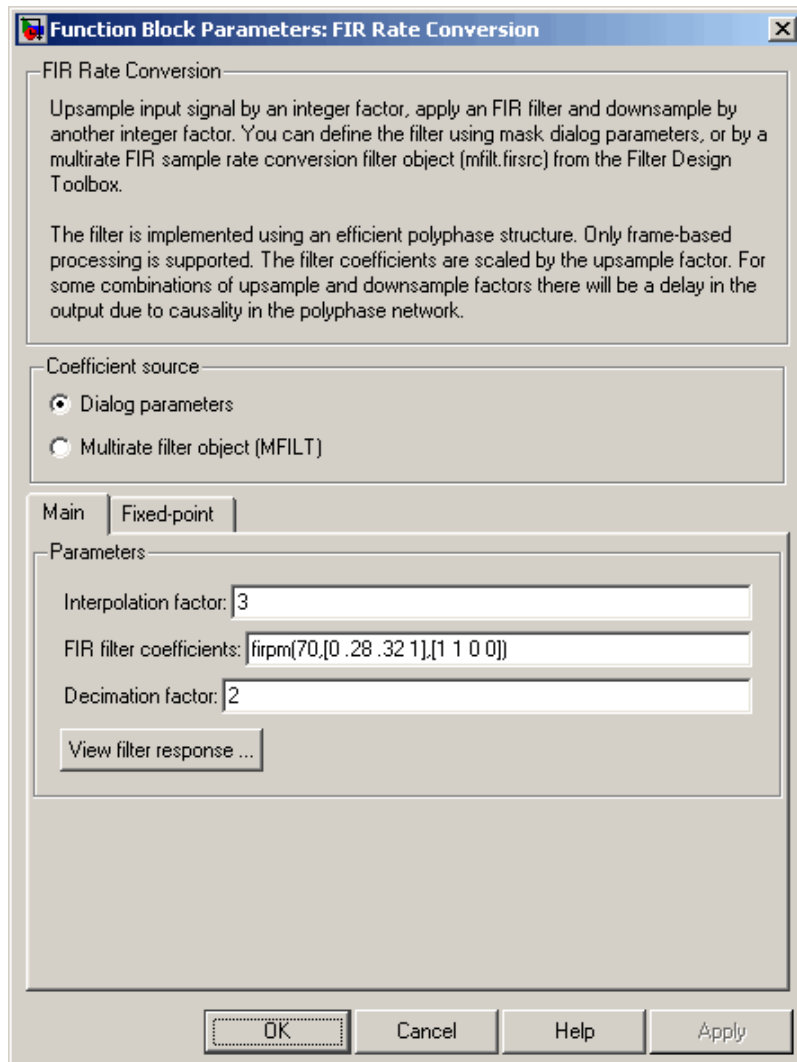 Function Block Parameters: FIR Rate Conversion
FIR Rate Conversion
Upsample input signal by an integer factor, apply an FIR filter and downsample by
another integer factor. You can define the filter using mask dialog parameters, or by a
multirate FIR sample rate conversion filter object (mfilt.firsrc) from the Filter Design
Toolbox.
The filter is implemented using an efficient polyphase structure. Only frame-based
processing is supported. The filter coefficients are scaled by the upsample factor. For
some combinations of upsample and downsample factors there will be a delay in the
output due to causality in the polyphase network.
Coefficient source
Dialog parameters
Multirate filter object (MFILT)
Main Fixed-point
Parameters
Interpolation factor: 3
FIR filter coefficients: firpm(70,[0 .28 .32 1],[1 1 0 0])
Decimation factor: 2
View filter response ...
OK Cancel Help Apply